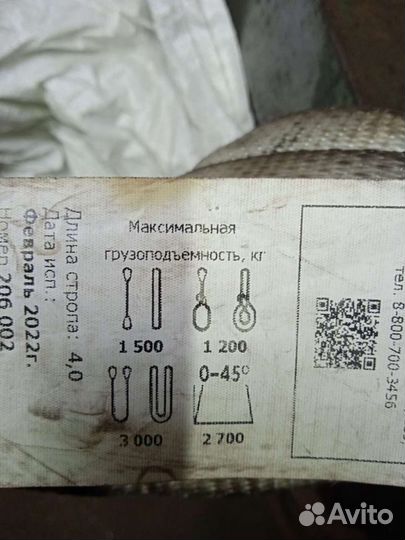 Максимальная
грузоподъемность, кг
1 500
1 200
0-45°
3 000
2 700
Длина стропа: 4,0
Дата исп.:
Февраль 2022г.
Номер 206 002
тел. 8-800-700-3456
Avito